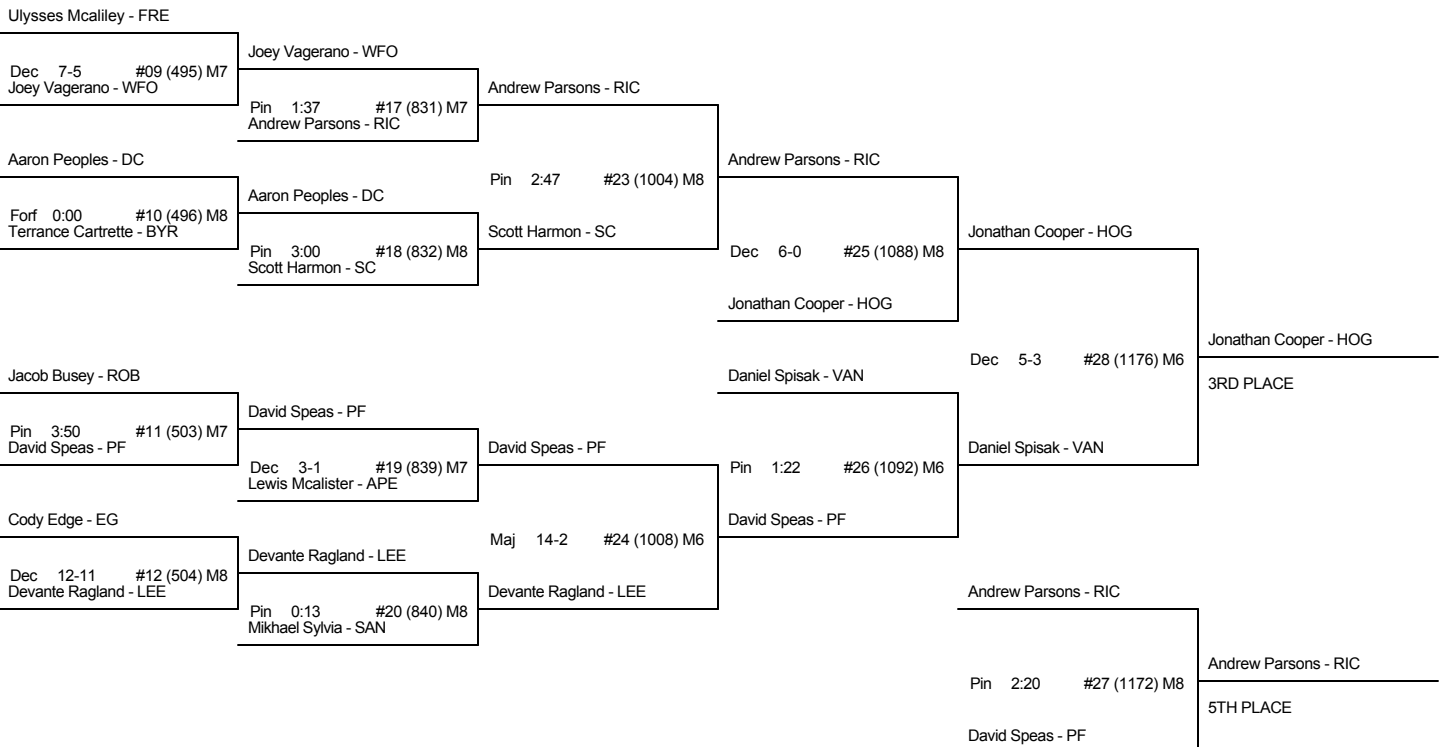 Ulysses Mcaliley - FRE
Joey Vagerano - WFO
Dec 7-5 #09 (495) M7
Joey Vagerano - WFO
Andrew Parsons - RIC
Pin 1:37 #17 (831) M7
Andrew Parsons - RIC
Aaron Peoples - DC
Andrew Parsons - RIC
Pin 2:47 #23 (1004) M8
Aaron Peoples - DC
Forf 0:00 #10 (496) M8
Terrance Cartrette - BYR
Scott Harmon - SC
Jonathan Cooper - HOG
Pin 3:00 #18 (832) M8
Scott Harmon - SC
Dec 6-0 #25 (1088) M8
Jonathan Cooper - HOG
Jonathan Cooper - HOG
Dec 5-3 #28 (1176) M6
3RD PLACE
Jacob Busey - ROB
Daniel Spisak - VAN
David Speas - PF
Pin 3:50 #11 (503) M7
David Speas - PF
David Speas - PF
Daniel Spisak - VAN
Dec 3-1 #19 (839) M7
Lewis Mcalister - APE
Pin 1:22 #26 (1092) M6
Cody Edge - EG
David Speas - PF
Maj 14-2 #24 (1008) M6
Devante Ragland - LEE
Dec 12-11 #12 (504) M8
Devante Ragland - LEE
Devante Ragland - LEE
Andrew Parsons - RIC
Pin 0:13 #20 (840) M8
Mikhael Sylvia - SAN
Andrew Parsons - RIC
Pin 2:20 #27 (1172) M8
5TH PLACE
David Speas - PF